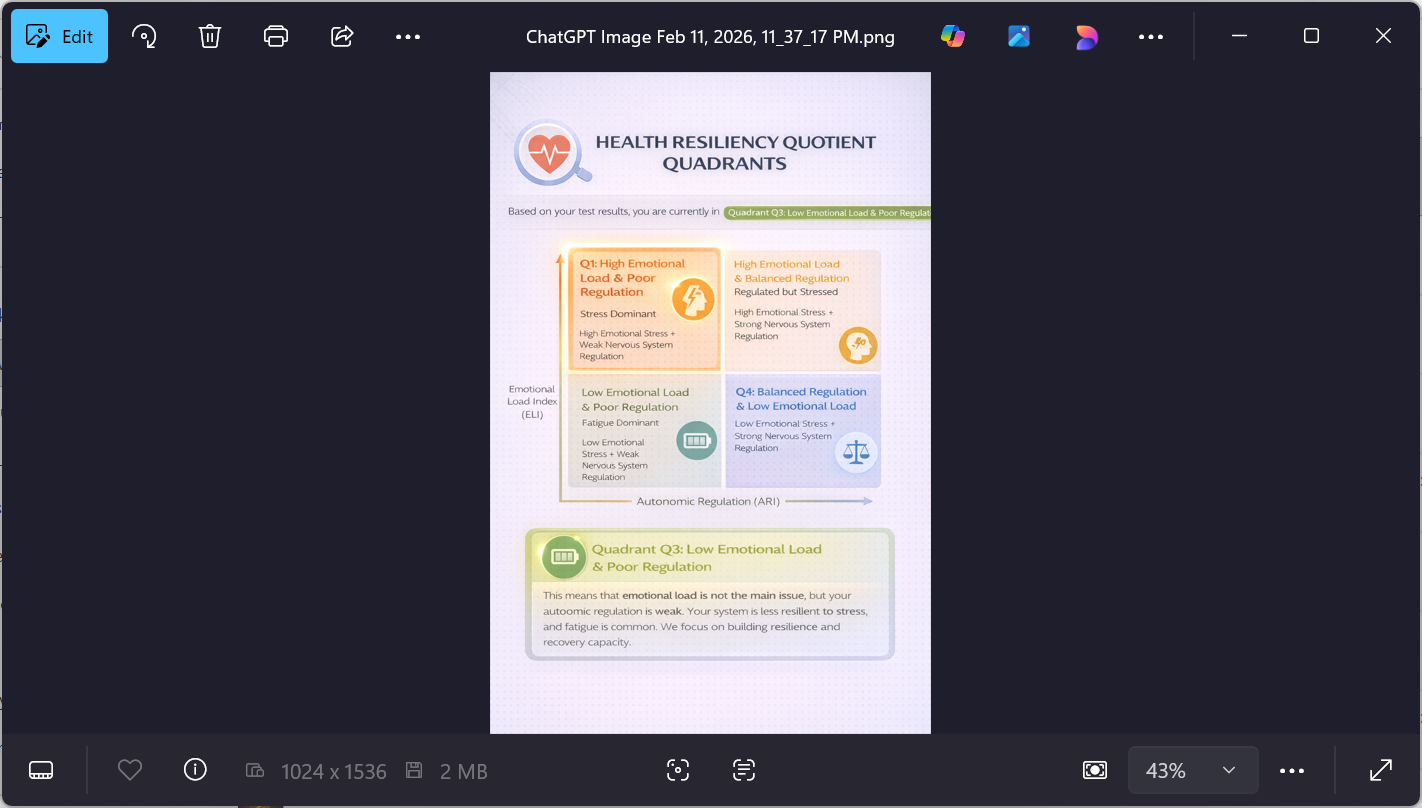 Edit
ChatGPT Image Feb 11, 2026, 11_37_17 PM.png
HEALTH RESILIENCY QUOTIENT
QUADRANTS
Based on your test results, you are currently in Quadrant Q3: Low Emotional Load & Poor Regulati
Q1: High Emotional
Load & Poor
Regulation
Stress Dominant
High Emotional Stress +
Weak Nervous System
Regulation
High Emotional Load
& Balanced Regulation
Regulated but Stressed
High Emotional Stress +
Strong Nervous System
Regulation
Emotional
Load Index
(ELI)
Low Emotional Load
& Poor Regulation
Fatigue Dominant
Low Emotional
Stress + Weak
Nervous System
Regulation
Q4: Balanced Regulation
& Low Emotional Load
Low Emotional Stress +
Strong Nervous System
Regulation
Autonomic Regulation (ARI)
Quadrant Q3: Low Emotional Load
& Poor Regulation
This means that emotional load is not the main issue, but your
autoomic regulation is weak. Your system is less resillent to stress,
and fatigue is common. We focus on building resilience and
recovery capacity.
1024 x 1536
2 MB
43%